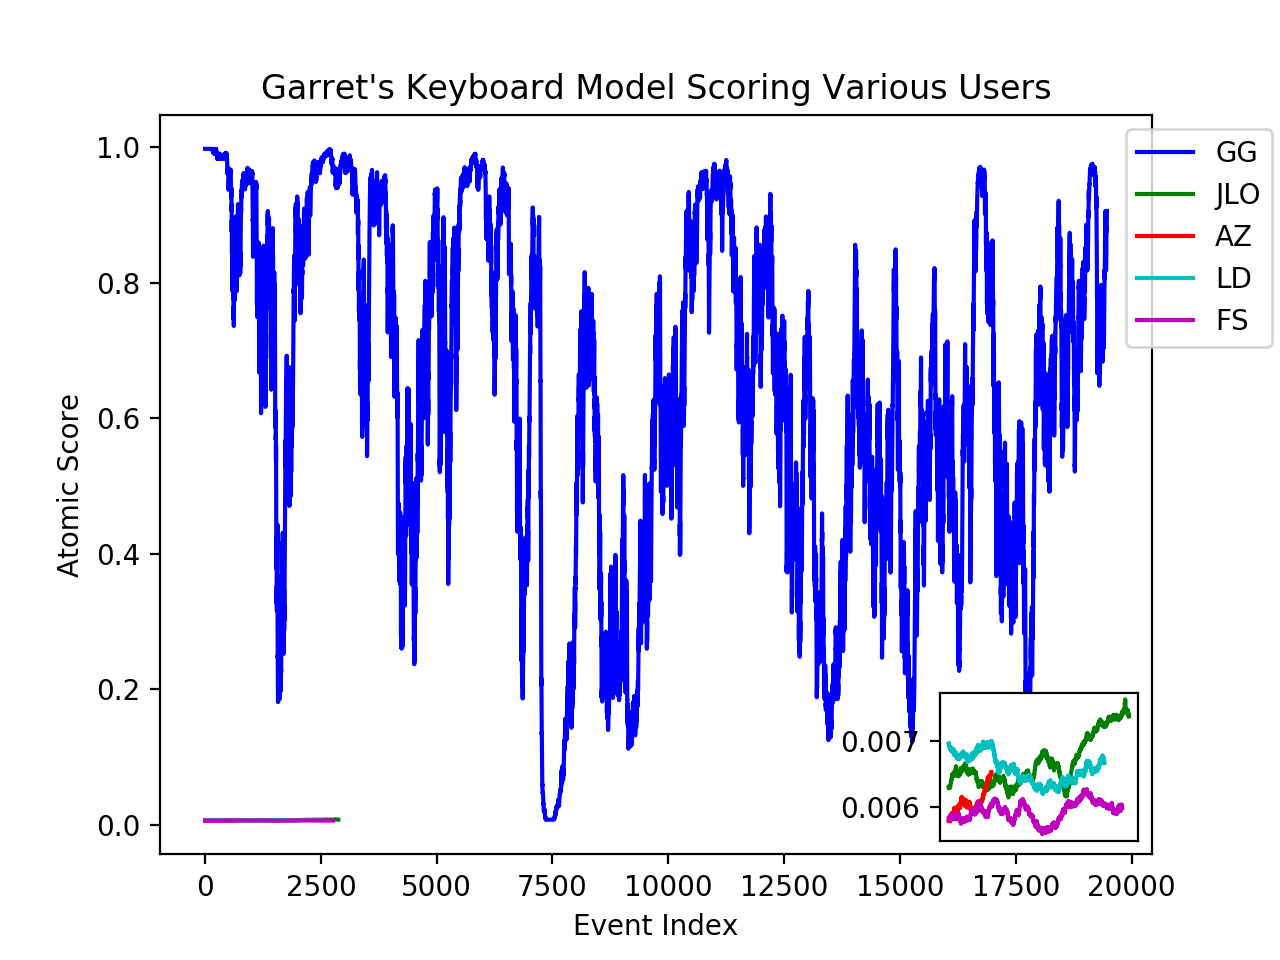 Garret's Keyboard Model Scoring Various Users
GG
JLO
AZ
LD
FS
1.0
0.8
0.6
0.4
0.2
0.0
Atomic Score
0.007
0.006
0
2500
5000
7500
10000
12500
15000
17500
20000
Event Index